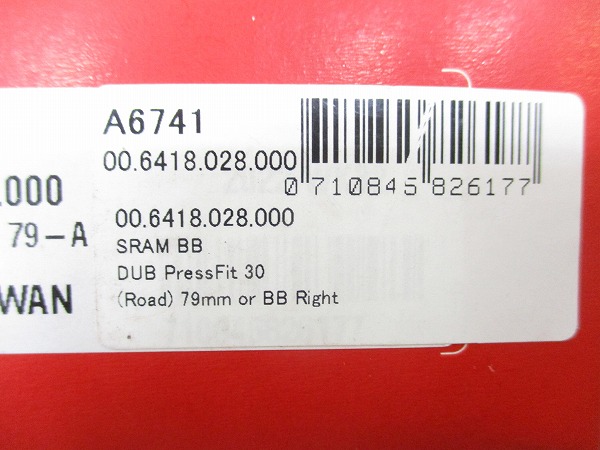 A6741
00.6418.028.000
0 710845 826177
00.6418.028.000
SRAM BB
DUB PressFit 30
(Road) 79mm or BB Right
.000
79-A
WAN